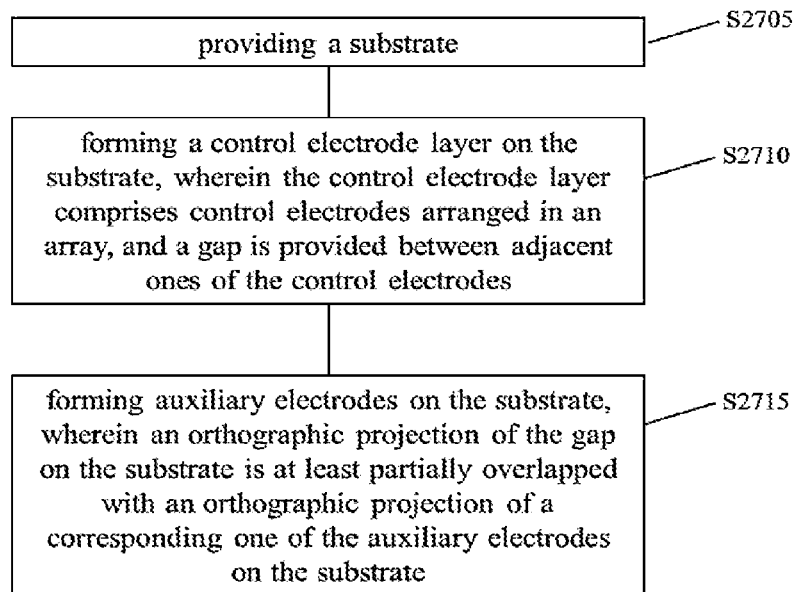 S2705
providing a substrate
forming a control electrode layer on the
substrate, wherein the control electrode layer
comprises control electrodes arranged in an
array, and a gap is provided between adjacent
ones of the control electrodes
S2710
forming auxiliary electrodes on the substrate,
wherein an orthographic projection of the gap
on the substrate is at least partially overlapped
with an orthographic projection of a
corresponding one of the auxiliary electrodes
on the substrate
S2715